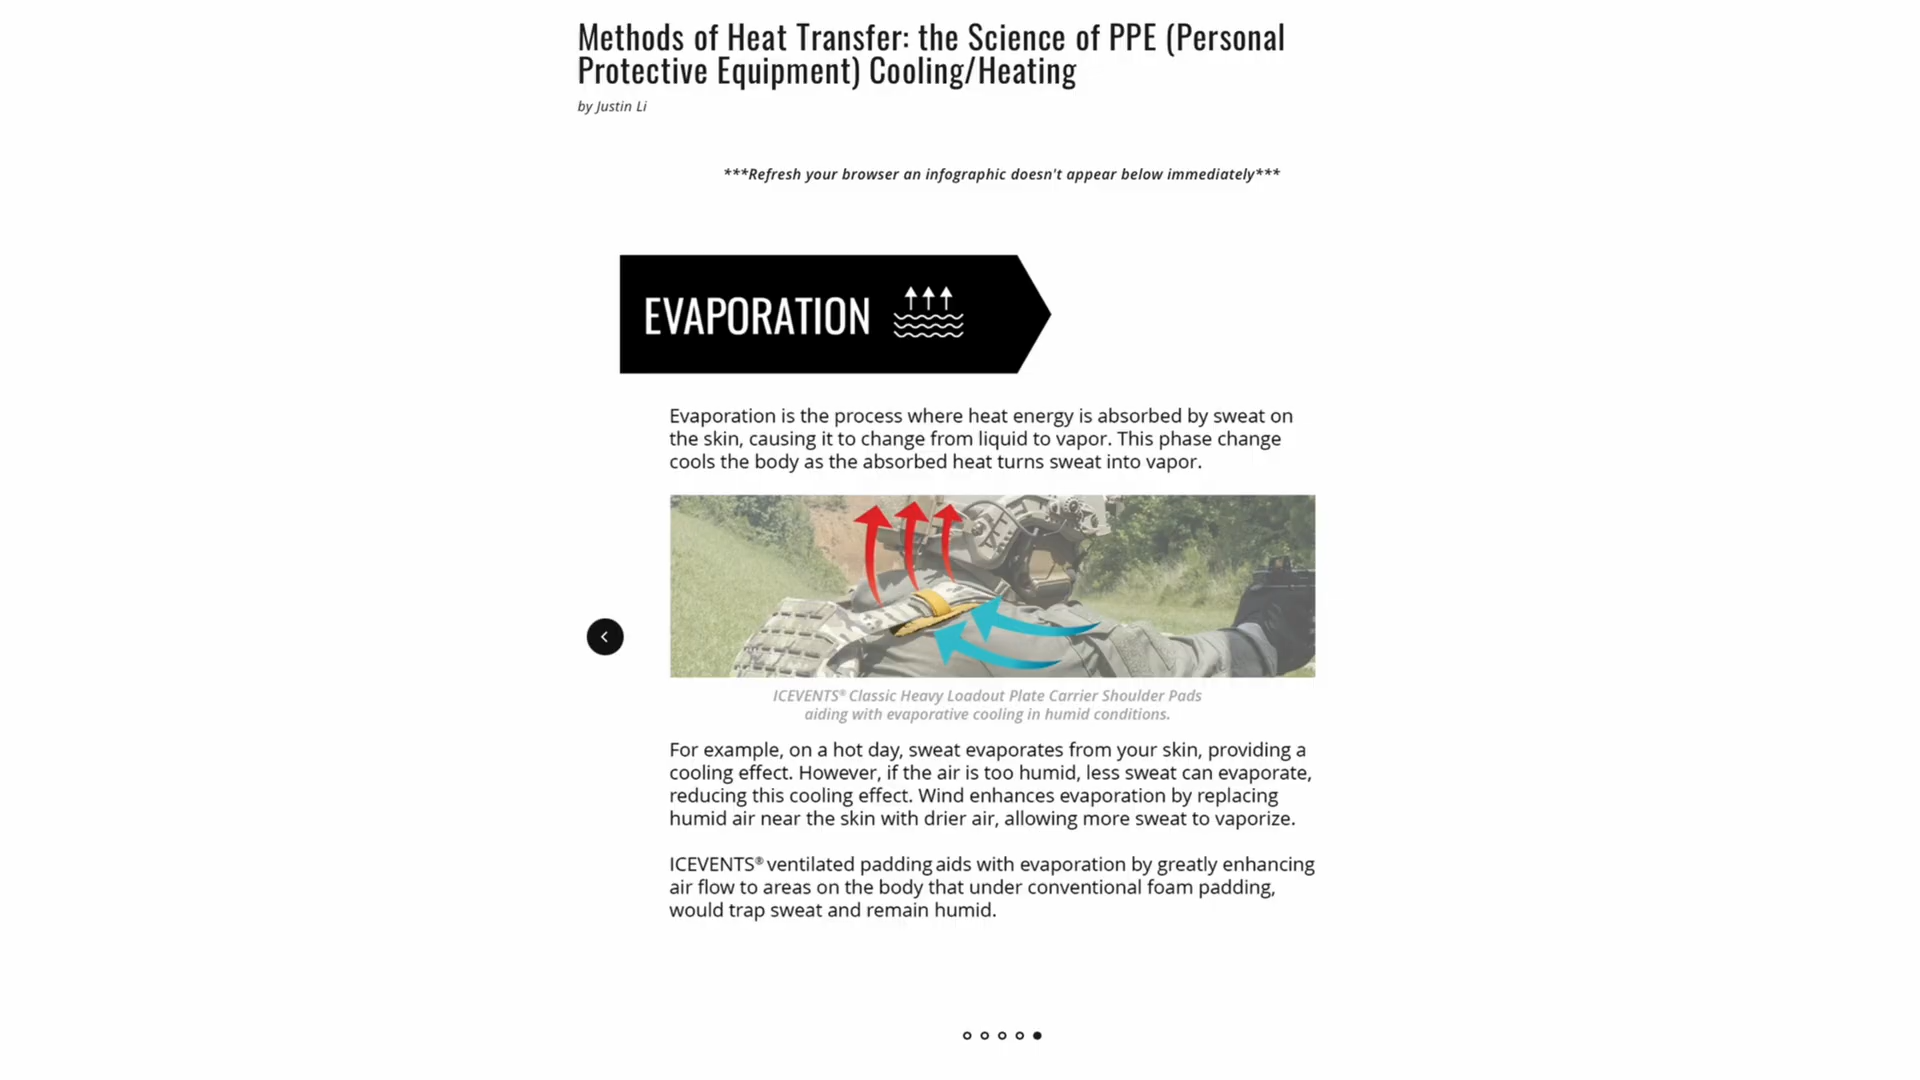 Methods of Heat Transfer: the Science of PPE (Personal
Protective Equipment) Cooling/Heating
by Justin Li
***Refresh your browser an infographic doesn't appear below immediately***
EVAPORATION
Evaporation is the process where heat energy is absorbed by sweat on
the skin, causing it to change from liquid to vapor. This phase change
cools the body as the absorbed heat turns sweat into vapor.
ICEVENTS® Classic Heavy Loadout Plate Carrier Shoulder Pads
aiding with evaporative cooling in humid conditions.
For example, on a hot day, sweat evaporates from your skin, providing a
cooling effect. However, if the air is too humid, less sweat can evaporate,
reducing this cooling effect. Wind enhances evaporation by replacing
humid air near the skin with drier air, allowing more sweat to vaporize.
ICEVENTS® ventilated padding aids with evaporation by greatly enhancing
air flow to areas on the body that under conventional foam padding,
would trap sweat and remain humid.